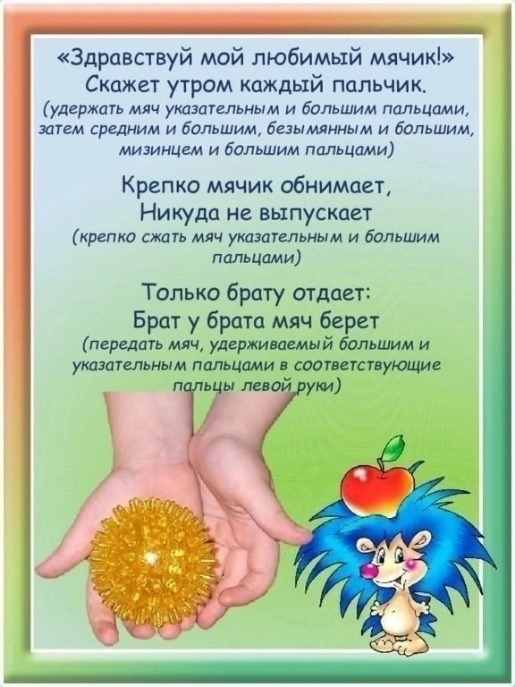 «Здравствуй мой любимый мячик!»
Скажет утром каждый пальчик.
(удержать мяч указательным и большим пальцами,
затем средним и большим, безымянным и большим,
мизинцем и большим пальцами)
Крепко мячик обнимает,
Никуда не выпускает
(крепко сжать мяч указательным и большим
пальцами)
Только брату отдает:
Брат у брата мяч берет
(передать мяч, удерживаемый большим и
указательным пальцами в соответствующие
пальцы левой руки)